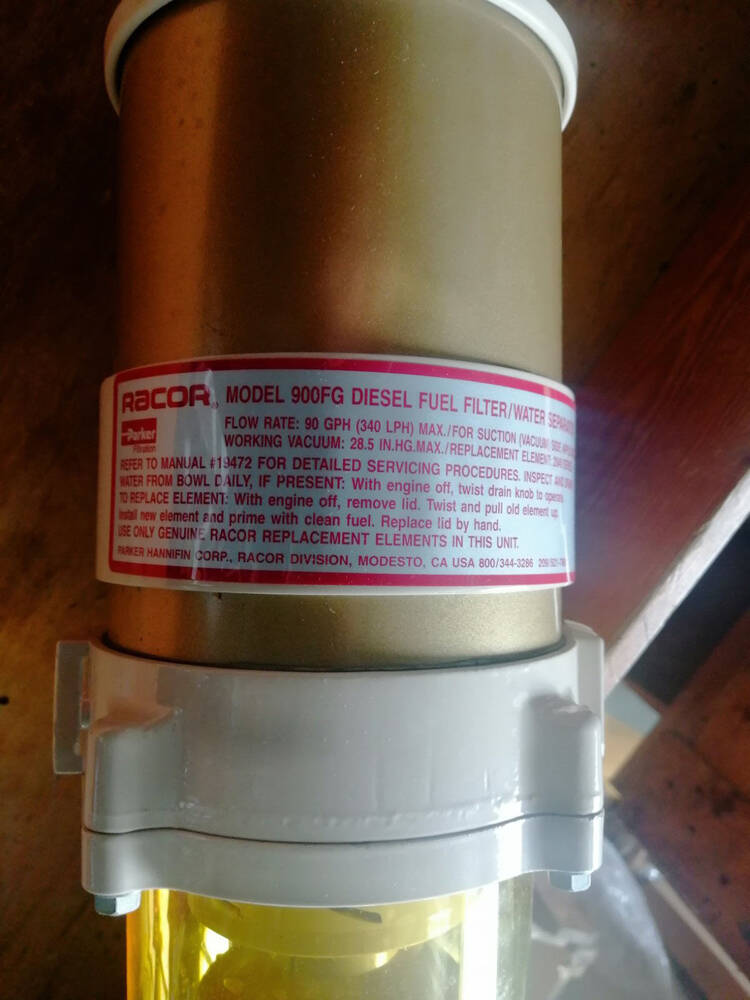 RACOR® MODEL 900FG DIESEL FUEL FILTER/WATER
Parker
Filtration
FLOW RATE: 90 GPH (340 LPH) MAX./FOR SUCTION (VACUUM)
WORKING VACUUM: 28.5 IN.HG.MAX./REPLACEMENT ELEMENT:
REFER TO MANUAL #19472 FOR DETAILED SERVICING PROCEDURES. INSPECT AND
WATER FROM BOWL DAILY, IF PRESENT: With engine off, twist drain knob to
TO REPLACE ELEMENT: With engine off, remove lid. Twist and pull old element up.
Install new element and prime with clean fuel. Replace lid by hand.
USE ONLY GENUINE RACOR REPLACEMENT ELEMENTS IN THIS UNIT.
PARKER HANNIFIN CORP., RACOR DIVISION, MODESTO, CA USA 800/344-3286